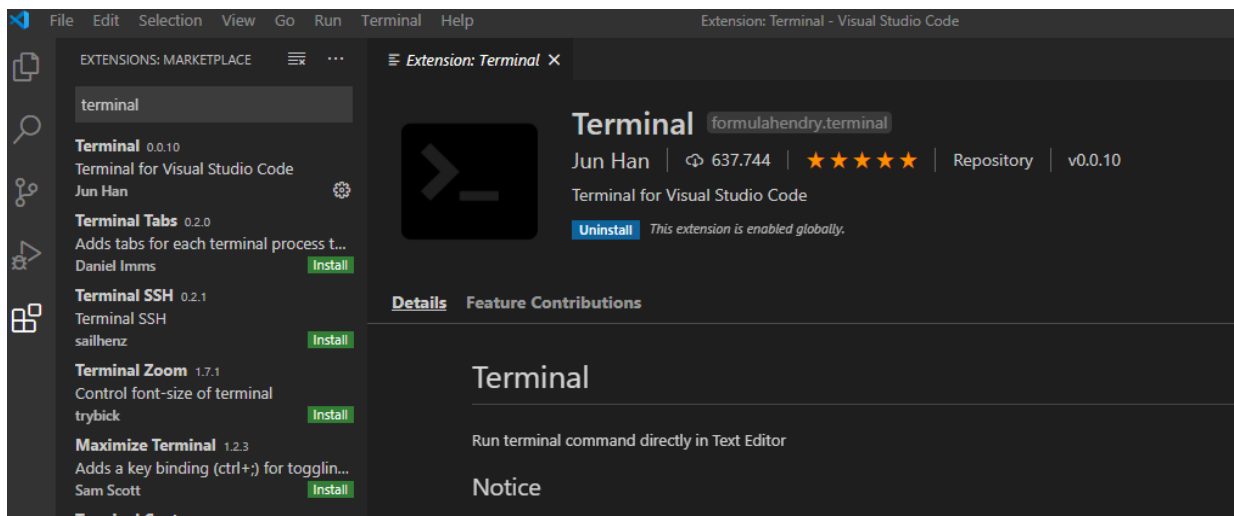 File Edit Selection View Go Run Terminal Help
Extension: Terminal - Visual Studio Code
EXTENSIONS: MARKETPLACE
terminal
Terminal 0.0.10
Terminal for Visual Studio Code
Jun Han
Terminal Tabs 0.2.0
Adds tabs for each terminal process t...
Daniel Imms Install
Terminal SSH 0.2.1
Terminal SSH
sailhenz Install
Terminal Zoom 1.7.1
Control font-size of terminal
trybick Install
Maximize Terminal 1.2.3
Adds a key binding (ctrl+;) for togglin...
Sam Scott Install
Extension: Terminal
Terminal formulahendry.terminal
Jun Han 637.744 Repository v0.0.10
Terminal for Visual Studio Code
Uninstall This extension is enabled globally.
Details Feature Contributions
Terminal
Run terminal command directly in Text Editor
Notice